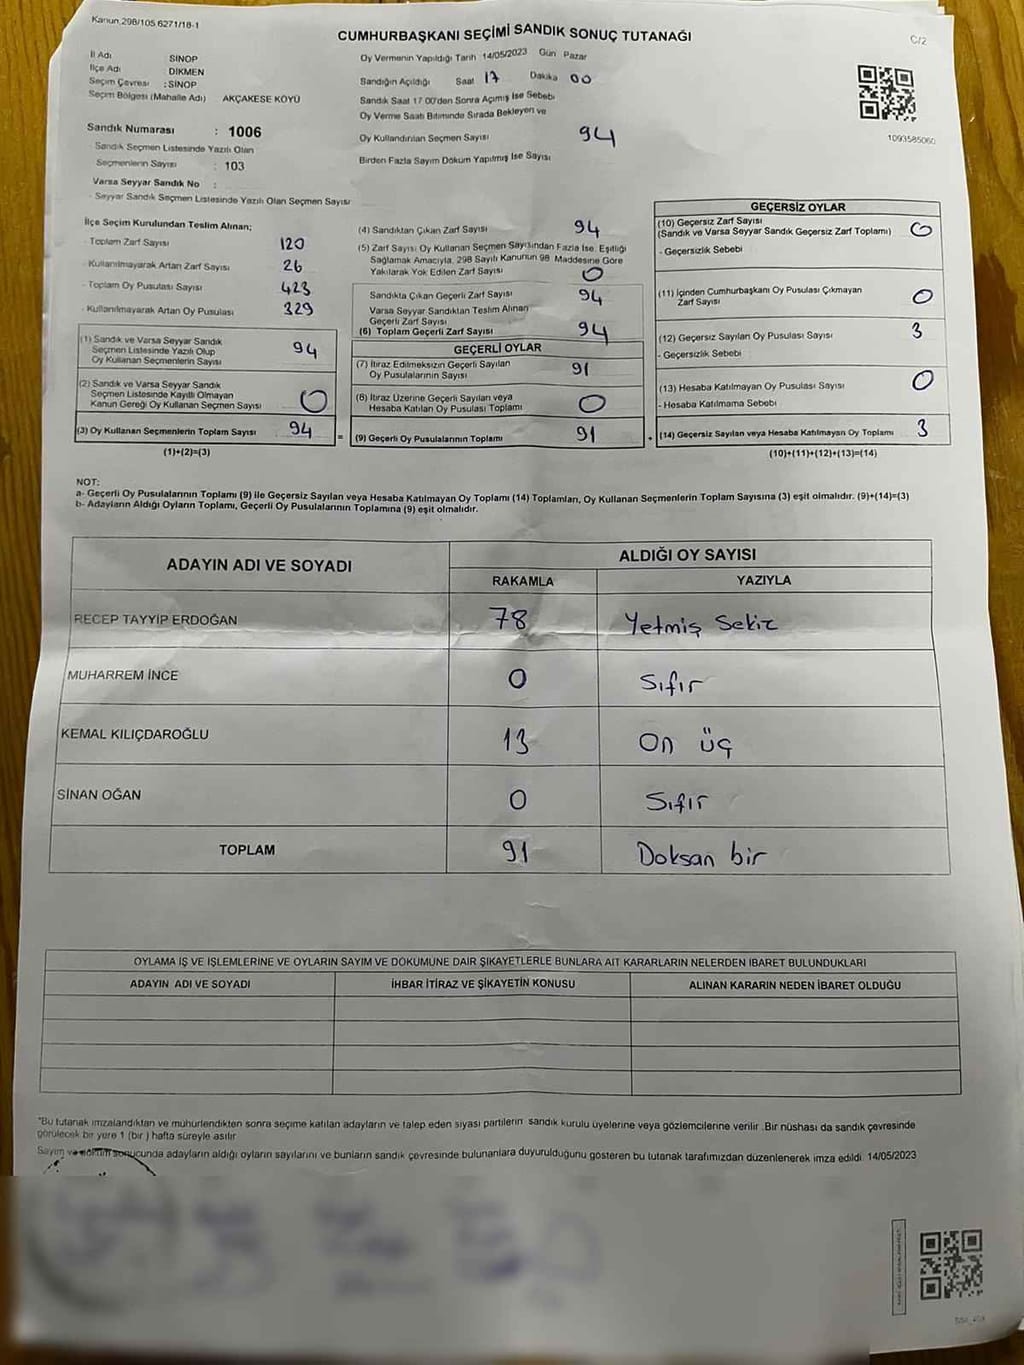 Kanun,298/105 6271/18-1
CUMHURBAŞKANI SEÇİMİ SANDIK SONUÇ TUTANAĞI
C/2
İl Adı SİNOP
İlçe Adı DİKMEN
Seçim Çevresi :SİNOP
Seçim Bölgesi (Mahalle Adı) AKÇAKESE KÖYÜ
Sandık Numarası : 1006
- Sandık Seçmen Listesinde Yazılı Olan
Seçmenlerin Sayısı : 103
Varsa Seyyar Sandık No :
- Seyyar Sandık Seçmen Listesinde Yazılı Olan Seçmen Sayısı
Oy Vermenin Yapıldığı Tarih 14/05/2023 Gün Pazar
Sandığın Açıldığı Saat 17 Dakika 00
Sandık Saat 17 00'den Sonra Açılmış İse Sebebi
Oy Verme Saati Bitiminde Sırada Bekleyen ve
Oy Kullandırılan Seçmen Sayısı 94
Birden Fazla Sayım Döküm Yapılmış İse Sayısı
1093585060
İlçe Seçim Kurulundan Teslim Alınan;
- Toplam Zarf Sayısı 120
- Kullanılmayarak Artan Zarf Sayısı 26
- Toplam Oy Pusulası Sayısı 423
- Kullanılmayarak Artan Oy Pusulası 329
(1) Sandık ve Varsa Seyyar Sandık
Seçmen Listesinde Yazılı Olup
Oy Kullanan Seçmenlerin Sayısı 94
(2) Sandık ve Varsa Seyyar Sandık
Seçmen Listesinde Kayıtlı Olmayan
Kanun Gereği Oy Kullanan Seçmen Sayısı 0
(3) Oy Kullanan Seçmenlerin Toplam Sayısı 94
(1)+(2)=(3)
(4) Sandıktan Çıkan Zarf Sayısı 94
(5) Zarf Sayısı Oy Kullanan Seçmen Sayısından Fazla İse, Eşitliği
Sağlamak Amacıyla, 298 Sayılı Kanunun 98 Maddesine Göre
Yakılarak Yok Edilen Zarf Sayısı 0
Sandıkta Çıkan Geçerli Zarf Sayısı 94
Varsa Seyyar Sandıktan Teslim Alınan
Geçerli Zarf Sayısı
(6) Toplam Geçerli Zarf Sayısı 94
GEÇERLİ OYLAR
(7) İtiraz Edilmeksizin Geçerli Sayılan
Oy Pusulalarının Sayısı 91
(8) İtiraz Üzerine Geçerli Sayılan veya
Hesaba Katılan Oy Pusulası Toplamı 0
= (9) Geçerli Oy Pusulalarının Toplamı 91 +
GEÇERSİZ OYLAR
(10) Geçersiz Zarf Sayısı
(Sandık ve Varsa Seyyar Sandık Geçersiz Zarf Toplamı) 0
- Geçersizlik Sebebi
(11) İçinden Cumhurbaşkanı Oy Pusulası Çıkmayan
Zarf Sayısı 0
(12) Geçersiz Sayılan Oy Pusulası Sayısı 3
- Geçersizlik Sebebi
(13) Hesaba Katılmayan Oy Pusulası Sayısı 0
- Hesaba Katılmama Sebebi
(14) Geçersiz Sayılan veya Hesaba Katılmayan Oy Toplamı 3
(10)+(11)+(12)+(13)=(14)
NOT:
a- Geçerli Oy Pusulalarının Toplamı (9) ile Geçersiz Sayılan veya Hesaba Katılmayan Oy Toplamı (14) Toplamları, Oy Kullanan Seçmenlerin Toplam Sayısına (3) eşit olmalıdır. (9)+(14)=(3)
b- Adayların Aldığı Oyların Toplamı, Geçerli Oy Pusulalarının Toplamına (9) eşit olmalıdır.
ADAYIN ADI VE SOYADI ALDIĞI OY SAYISI
RAKAMLA YAZIYLA
RECEP TAYYİP ERDOĞAN 78 Yetmiş Sekiz
MUHARREM İNCE 0 Sıfır
KEMAL KILIÇDAROĞLU 13 On üç
SİNAN OĞAN 0 Sıfır
TOPLAM 91 Doksan bir
OYLAMA İŞ VE İŞLEMLERİNE VE OYLARIN SAYIM VE DÖKÜMÜNE DAİR ŞİKAYETLERLE BUNLARA AİT KARARLARIN NELERDEN İBARET BULUNDUKLARI
ADAYIN ADI VE SOYADI İHBAR İTİRAZ VE ŞİKAYETİN KONUSU ALINAN KARARIN NEDEN İBARET OLDUĞU
"Bu tutanak imzalandıktan ve mühürlendikten sonra seçime katılan adayların ve talep eden siyasi partilerin sandık kurulu üyelerine veya gözlemcilerine verilir .Bir nüshası da sandık çevresinde
görülecek bir yere 1 (bir ) hafta süreyle asılır
Sayım ve döküm sonucunda adayların aldığı oyların sayılarını ve bunların sandık çevresinde bulunanlara duyurulduğunu gösteren bu tutanak tarafımızdan düzenlenerek imza edildi. 14/05/2023